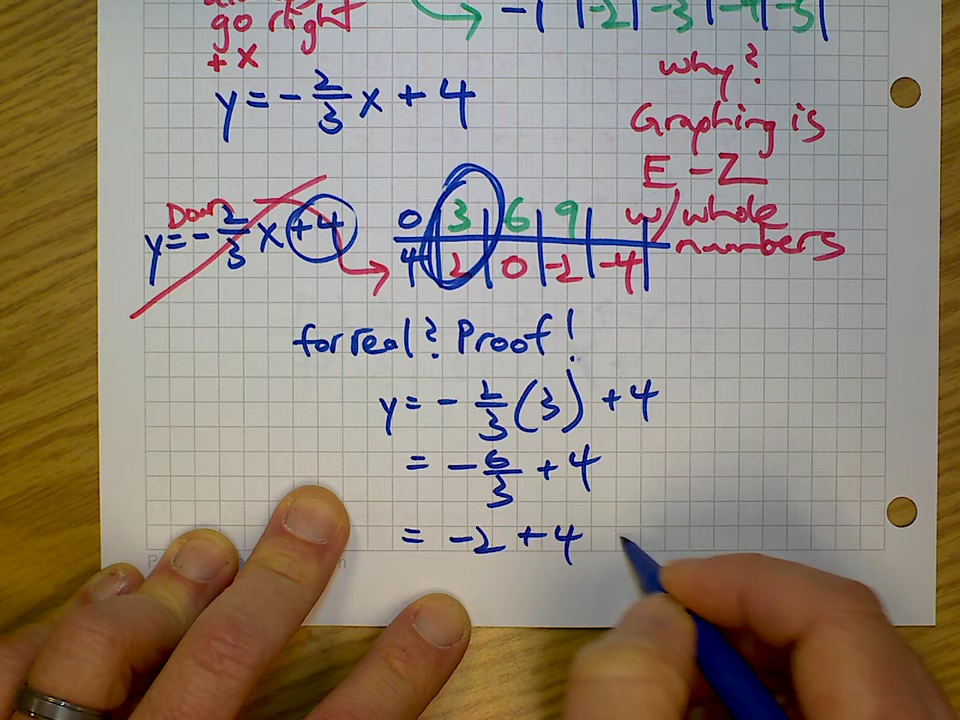 go right
+ x
-1 | -2 | -3 | -4 | -5 |
y = - 2/3 x + 4
why?
Graphing is
E-Z
w/ whole
numbers
Down
y = - 2/3 x + 4
0 | 3 | 6 | 9 | |
4 | 2 | 0 | -2 | -4 |
for real? Proof!
y = - 2/3 (3) + 4
= - 6/3 + 4
= -2 + 4